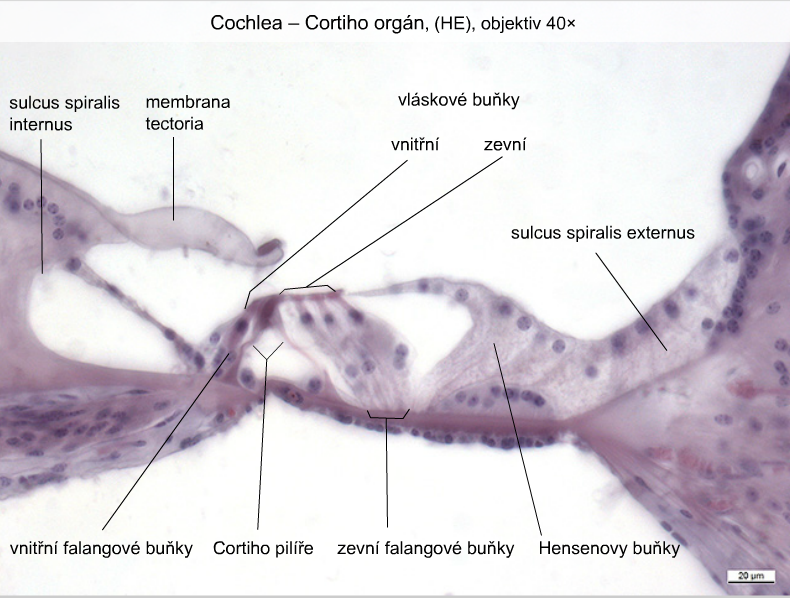 Cochlea – Cortiho orgán, (HE), objektiv 40×
sulcus spiralis
internus
membrana
tectoria
vláskové buňky
vnitřní
zevní
sulcus spiralis externus
vnitřní falangové buňky
Cortiho pilíře
zevní falangové buňky
Hensenovy buňky
20 µm